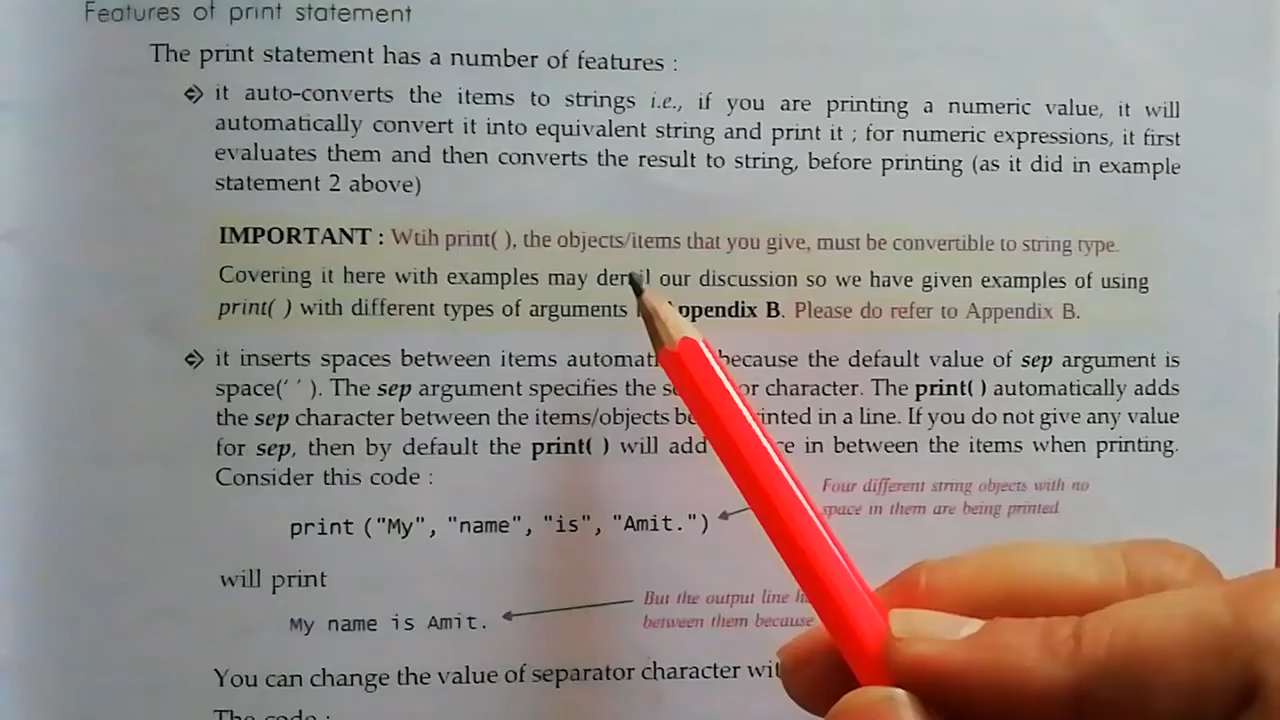 Features of print statement
The print statement has a number of features :
it auto-converts the items to strings i.e., if you are printing a numeric value, it will
automatically convert it into equivalent string and print it ; for numeric expressions, it first
evaluates them and then converts the result to string, before printing (as it did in example
statement 2 above)
IMPORTANT : Wtih print( ), the objects/items that you give, must be convertible to string type.
Covering it here with examples may our discussion so we have given examples of using
print( ) with different types of arguments Appendix B. Please do refer to Appendix B.
it inserts spaces between items because the default value of sep argument is
space(‘ ’ ). The sep argument specifies the character. The print( ) automatically adds
the sep character between the items/objects in a line. If you do not give any value
for sep, then by default the print( ) will add in between the items when printing.
Consider this code :
Four different string objects with no
space in them are being printed
print ("My", "name", "is", "Amit.")
will print
But the output line
between them because
My name is Amit.
You can change the value of separator character
The code :